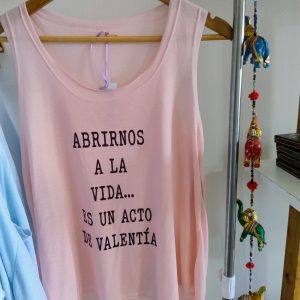 ABRIRNOS
A LA
VIDA...
ES UN ACTO
DE VALENTÍA